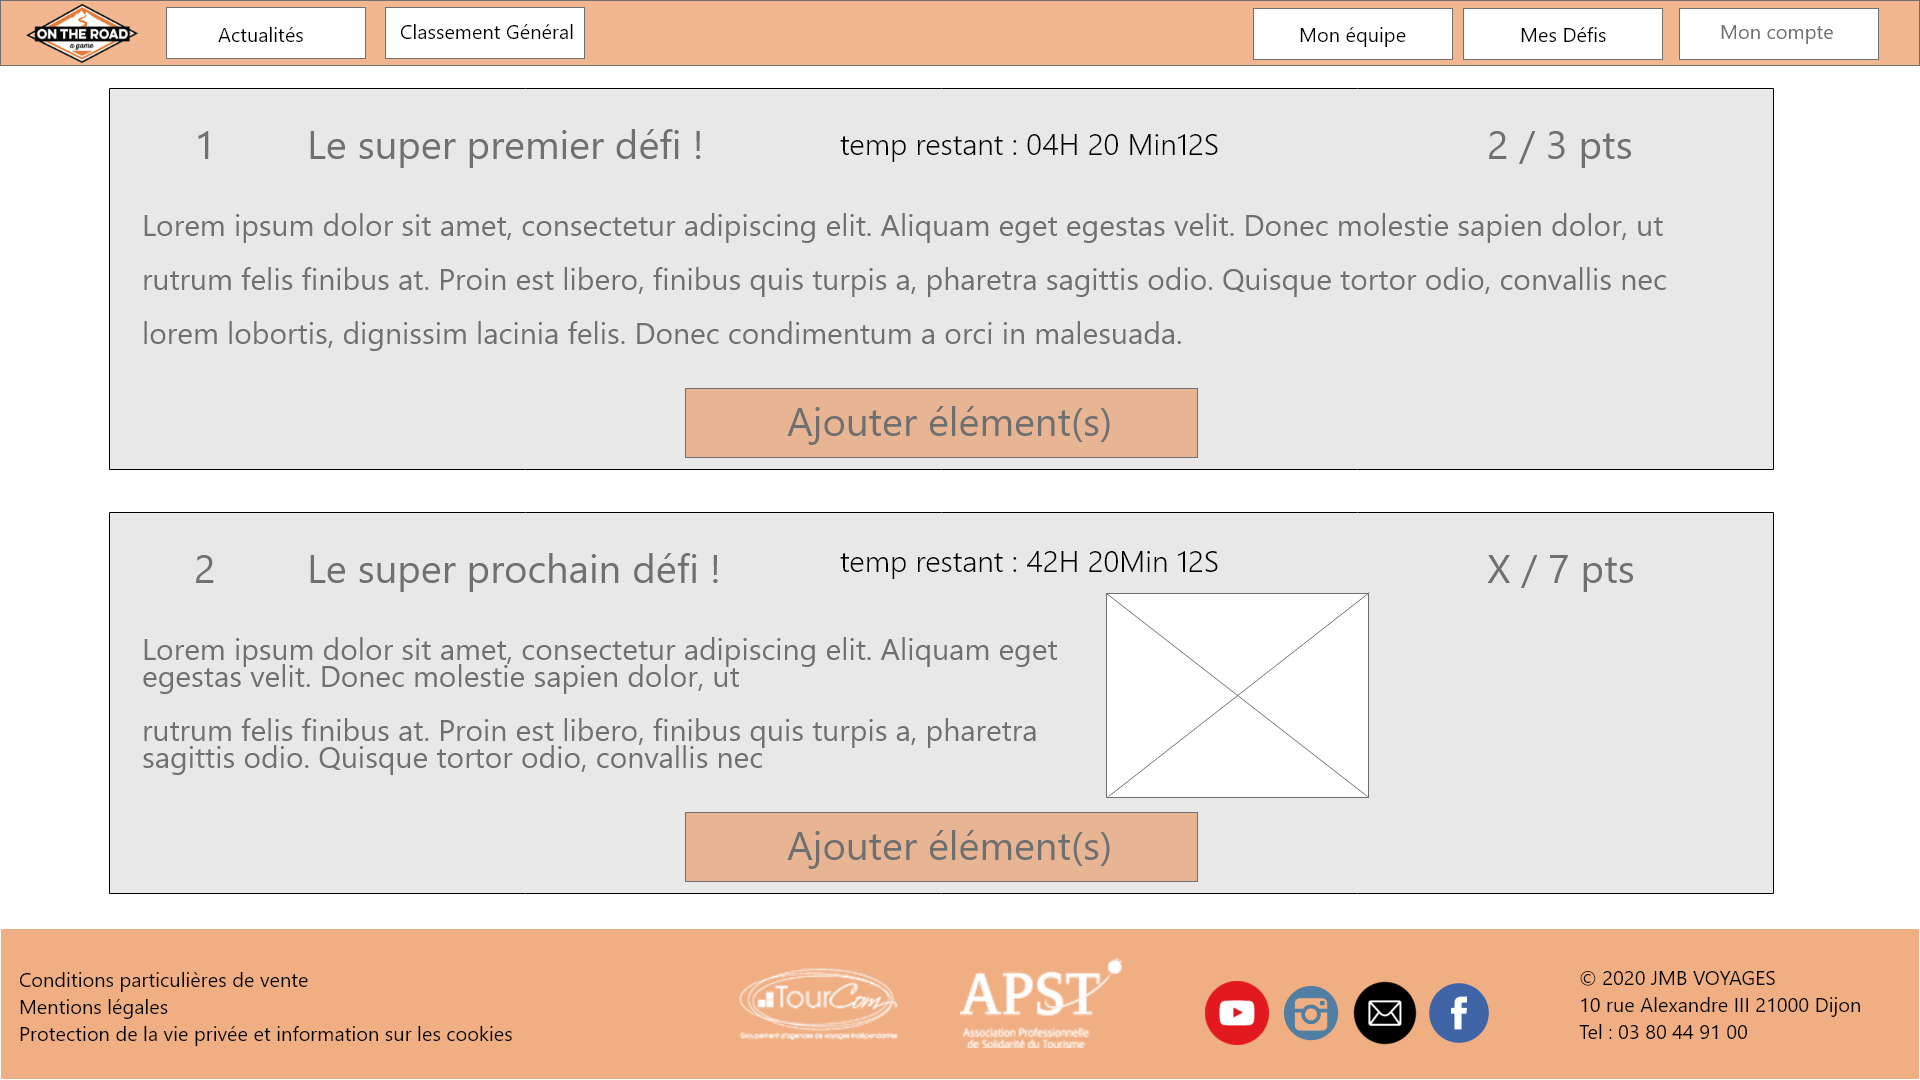 ON THE ROAD
a game
Actualités
Classement Général
Mon équipe
Mes Défis
Mon compte
1
Le super premier défi !
temp restant : 04H 20 Min12S
2 / 3 pts
Lorem ipsum dolor sit amet, consectetur adipiscing elit. Aliquam eget egestas velit. Donec molestie sapien dolor, ut
rutrum felis finibus at. Proin est libero, finibus quis turpis a, pharetra sagittis odio. Quisque tortor odio, convallis nec
lorem lobortis, dignissim lacinia felis. Donec condimentum a orci in malesuada.
Ajouter élément(s)
2
Le super prochain défi !
temp restant : 42H 20Min 12S
X / 7 pts
Lorem ipsum dolor sit amet, consectetur adipiscing elit. Aliquam eget
egestas velit. Donec molestie sapien dolor, ut
rutrum felis finibus at. Proin est libero, finibus quis turpis a, pharetra
sagittis odio. Quisque tortor odio, convallis nec
Ajouter élément(s)
Conditions particulières de vente
Mentions légales
Protection de la vie privée et information sur les cookies
TourCom
Groupement d'agences de voyages indépendantes
APST
Association Professionnelle
de Solidarité du Tourisme
© 2020 JMB VOYAGES
10 rue Alexandre III 21000 Dijon
Tel : 03 80 44 91 00